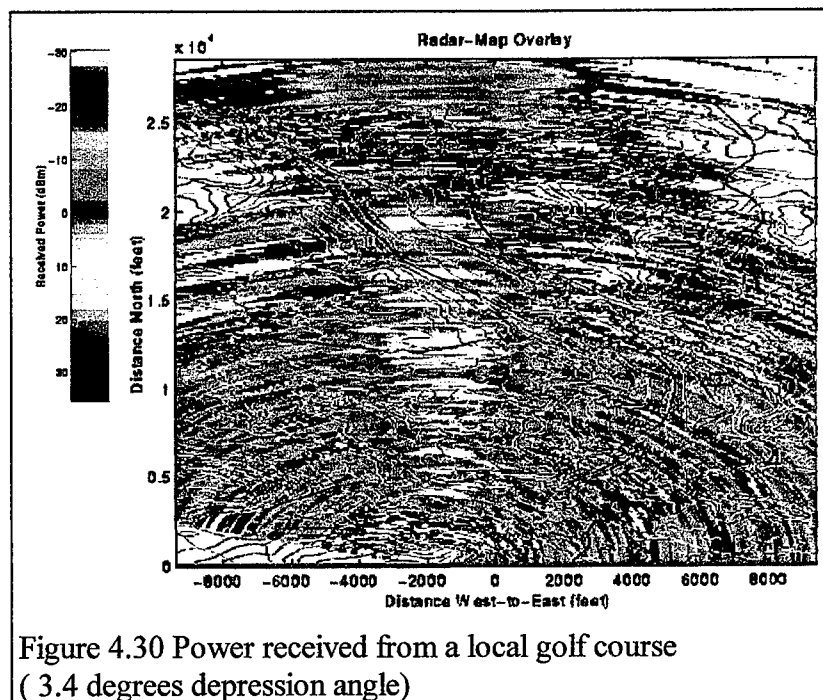 Radar-Map Overlay
x 10^4
-30
-20
-10
0
10
20
30
Received Power (dBm)
2.5
2
1.5
1
0.5
0
Distance North (feet)
-8000 -6000 -4000 -2000 0 2000 4000 6000 8000
Distance West-to-East (feet)
Figure 4.30 Power received from a local golf course
( 3.4 degrees depression angle)